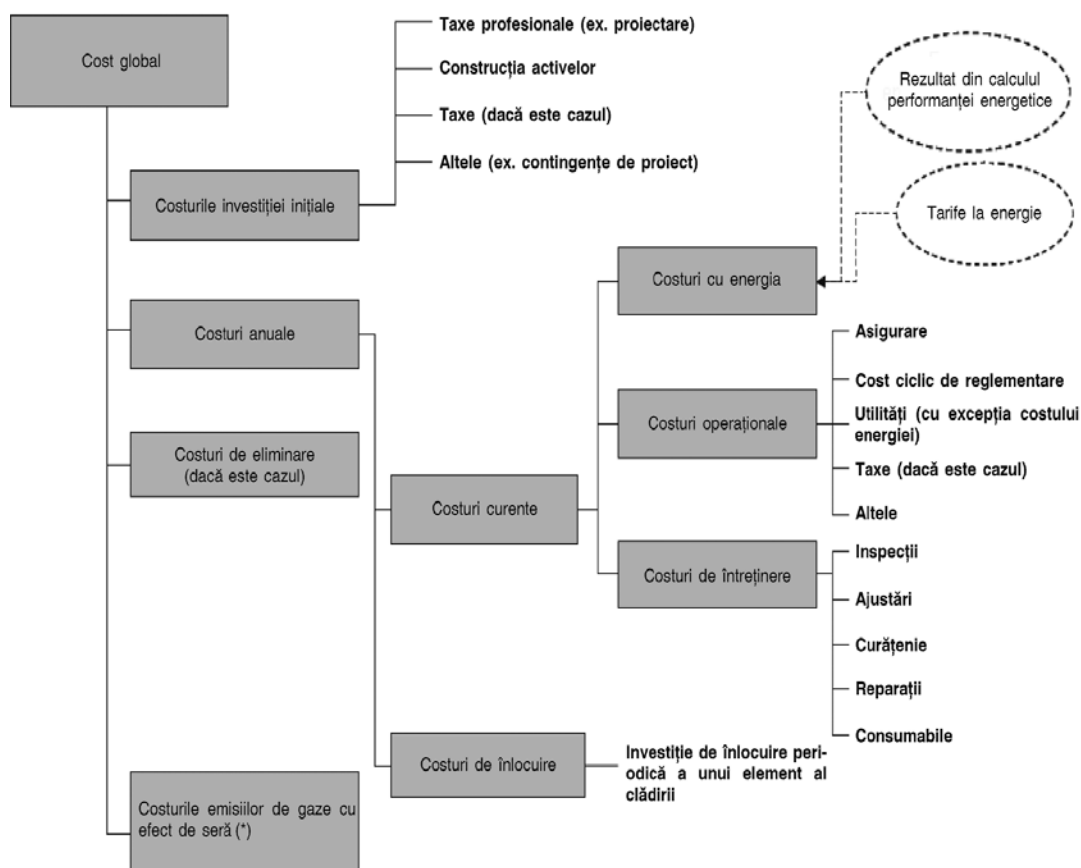 Cost global
Taxe profesionale (ex. proiectare)
Construcția activelor
Taxe (dacă este cazul)
Altele (ex. contingențe de proiect)
Rezultat din calculul
performanței energetice
Tarife la energie
Costurile investiției inițiale
Costuri cu energia
Costuri anuale
Asigurare
Cost ciclic de reglementare
Costuri operaționale
Utilități (cu excepția costului
energiei)
Taxe (dacă este cazul)
Altele
Costuri de eliminare
(dacă este cazul)
Costuri curente
Costuri de întreținere
Inspecții
Ajustări
Curățenie
Reparații
Consumabile
Costuri de înlocuire
Investiție de înlocuire peri-
odică a unui element al
clădirii
Costurile emisiilor de gaze cu
efect de seră (*)